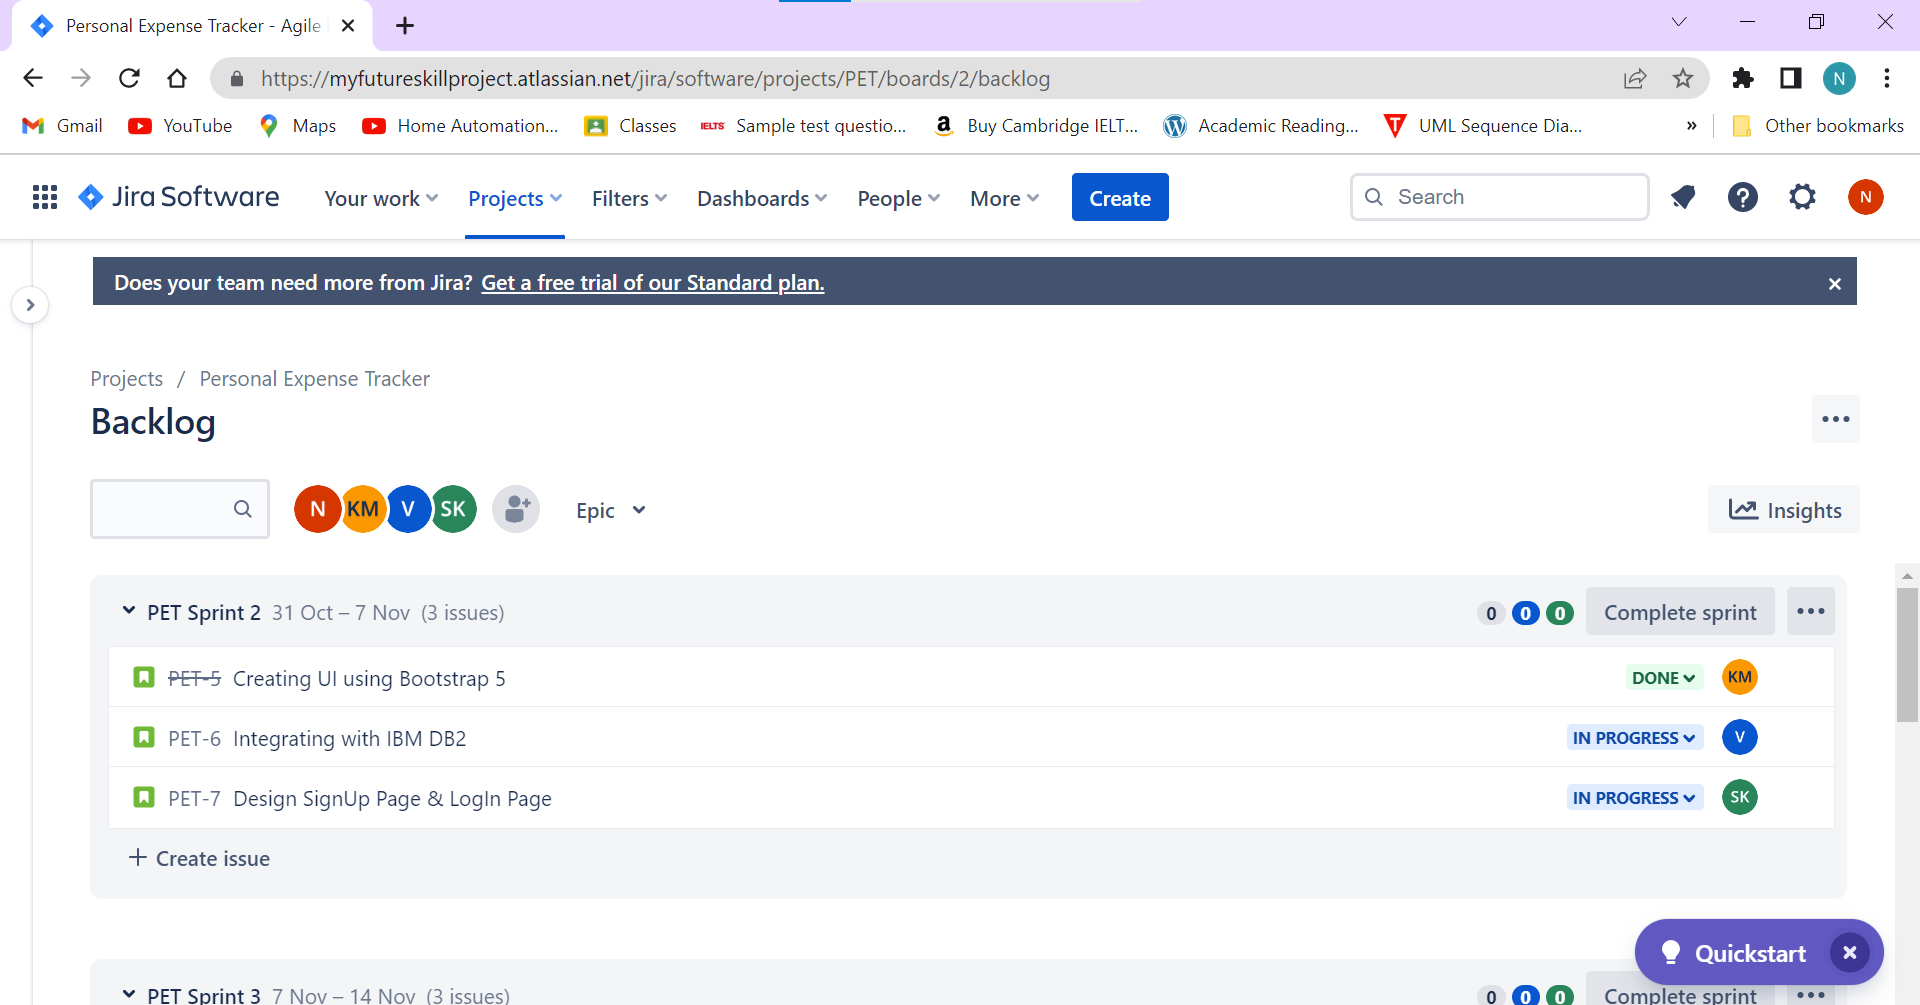 Personal Expense Tracker - Agile
https://myfutureskillproject.atlassian.net/jira/software/projects/PET/boards/2/backlog
N
Gmail YouTube Maps Home Automation... Classes IELTS Sample test questio... a Buy Cambridge IELT... Academic Reading... UML Sequence Dia... » Other bookmarks
Jira Software Your work Projects Filters Dashboards People More Create Search N
Does your team need more from Jira? Get a free trial of our Standard plan.
Projects / Personal Expense Tracker
Backlog
N KM V SK Epic Insights
PET Sprint 2 31 Oct – 7 Nov (3 issues) 0 0 0 Complete sprint
PET-5 Creating UI using Bootstrap 5 DONE KM
PET-6 Integrating with IBM DB2 IN PROGRESS V
PET-7 Design SignUp Page & LogIn Page IN PROGRESS SK
+ Create issue
Quickstart
PET Sprint 3 7 Nov – 14 Nov (3 issues) 0 0 0 Complete sprint